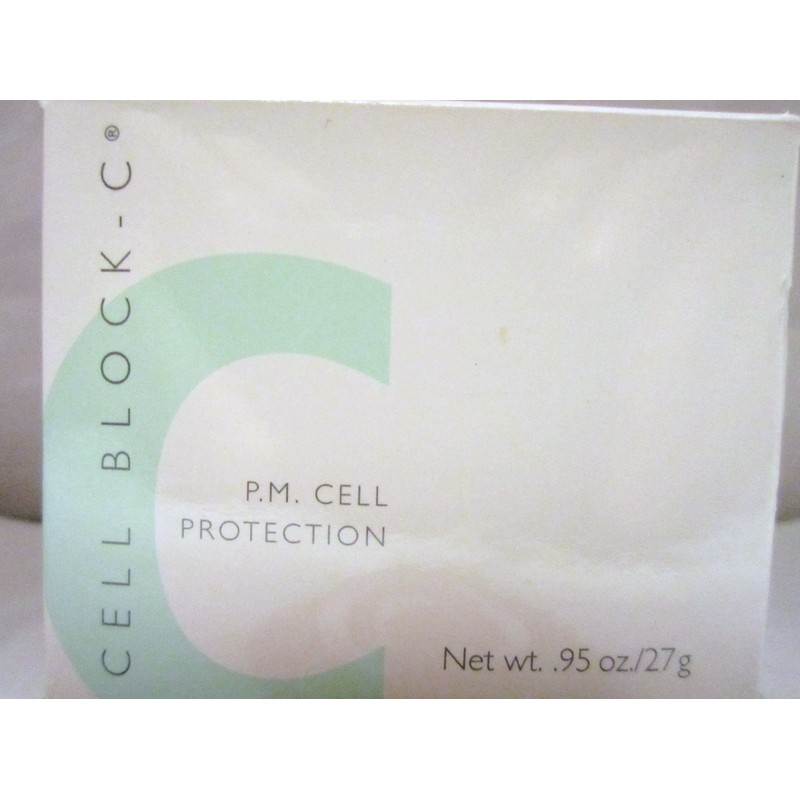 CELL BLOCK-C®
P.M. CELL
PROTECTION
Net wt. .95 oz./27g